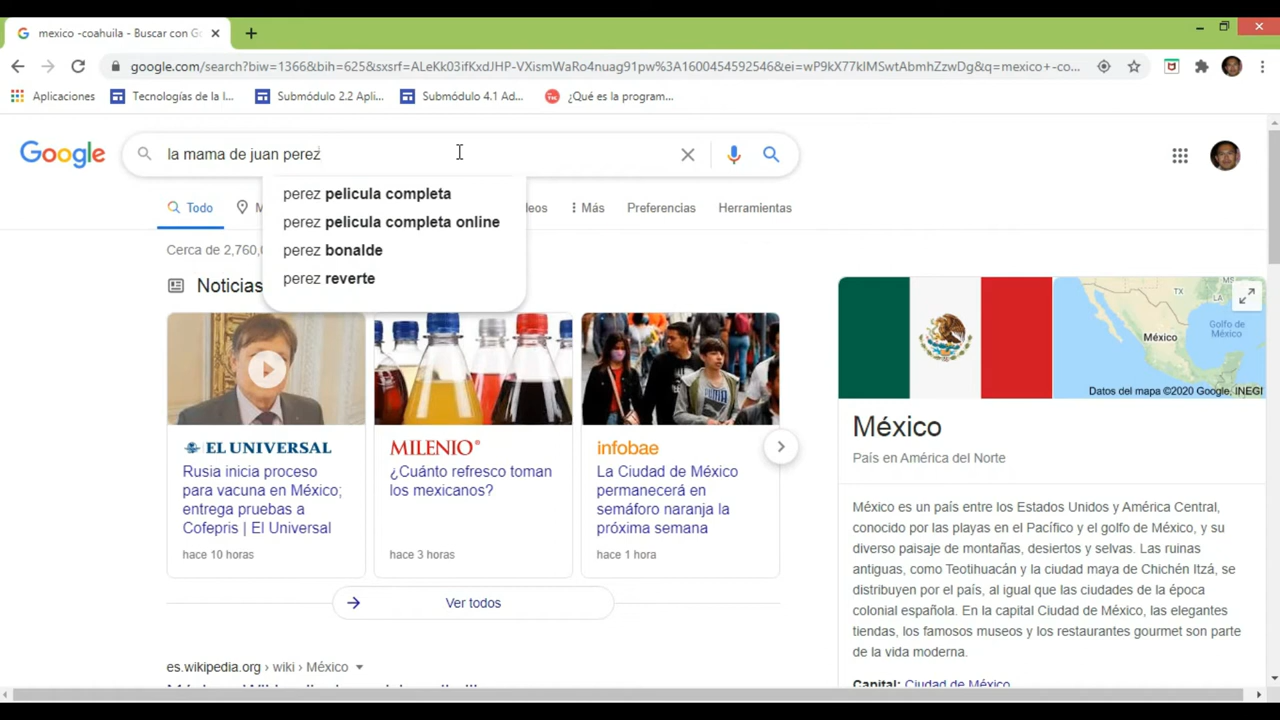 mexico -coahuila - Buscar con Go
google.com/search?biw=1366&bih=625&sxsrf=ALeKk03ifKxdJHP-VXismWaRo4nuag91pw%3A1600454592546&ei=wP9kX77kIMSwtAbmhZzwDg&q=mexico+-co...
Aplicaciones
Tecnologías de la I...
Submódulo 2.2 Apli...
Submódulo 4.1 Ad...
¿Qué es la program...
Google
la mama de juan perez
perez pelicula completa
perez pelicula completa online
perez bonalde
perez reverte
Todo
M
deos
Más
Preferencias
Herramientas
Cerca de 2,760,0
Noticias
EL UNIVERSAL
Rusia inicia proceso
para vacuna en México;
entrega pruebas a
Cofepris | El Universal
hace 10 horas
MILENIO
¿Cuánto refresco toman
los mexicanos?
hace 3 horas
infobae
La Ciudad de México
permanecerá en
semáforo naranja la
próxima semana
hace 1 hora
Ver todos
es.wikipedia.org › wiki › México
TX
LA
Golfo de
México
México
Datos del mapa ©2020 Google, INEGI
México
País en América del Norte
México es un país entre los Estados Unidos y América Central,
conocido por las playas en el Pacífico y el golfo de México, y su
diverso paisaje de montañas, desiertos y selvas. Las ruinas
antiguas, como Teotihuacán y la ciudad maya de Chichén Itzá, se
distribuyen por el país, al igual que las ciudades de la época
colonial española. En la capital Ciudad de México, las elegantes
tiendas, los famosos museos y los restaurantes gourmet son parte
de la vida moderna.
Capital: Ciudad de México